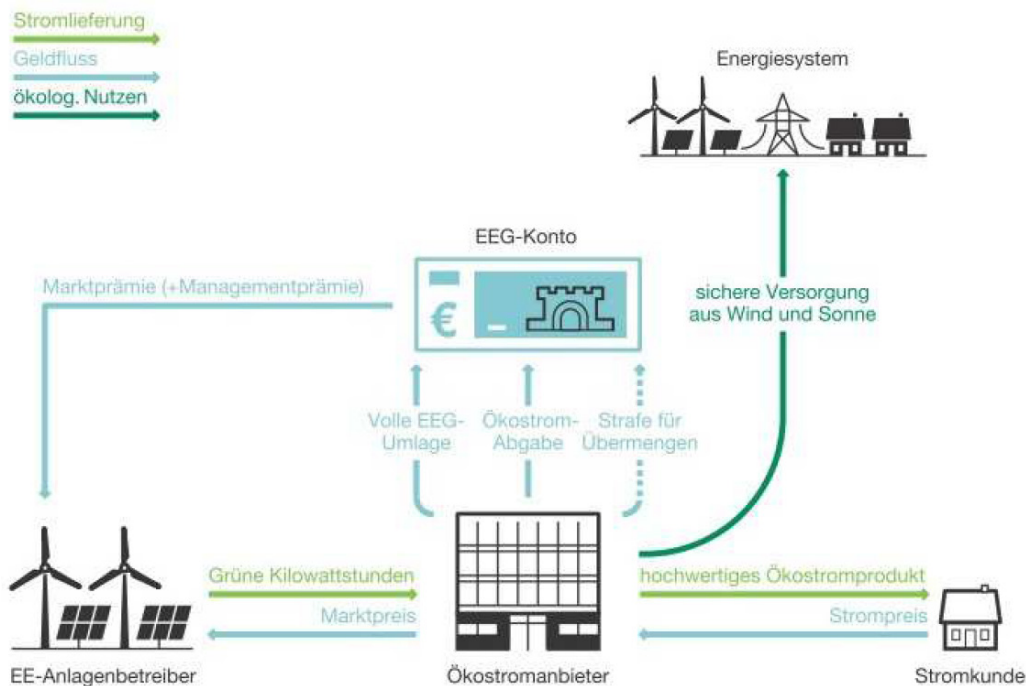 Stromlieferung
Geldfluss
ökolog. Nutzen
Energiesystem
EEG-Konto
Marktprämie (+Managementprämie)
€
sichere Versorgung
aus Wind und Sonne
Volle EEG-
Umlage
Ökostrom-
Abgabe
Strafe für
Übermengen
Grüne Kilowattstunden
Marktpreis
hochwertiges Ökostromprodukt
Strompreis
EE-Anlagenbetreiber
Ökostromanbieter
Stromkunde